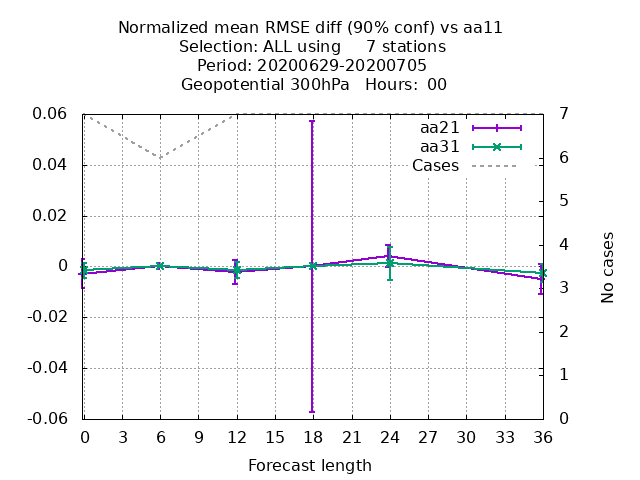 Normalized mean RMSE diff (90% conf) vs aa11
Selection: ALL using     7 stations
Period: 20200629-20200705
Geopotential 300hPa   Hours:  00
0.06
0.04
0.02
0
-0.02
-0.04
-0.06
aa21
aa31
Cases
7
6
5
4
3
2
1
0
No cases
0 3 6 9 12 15 18 21 24 27 30 33 36
Forecast length